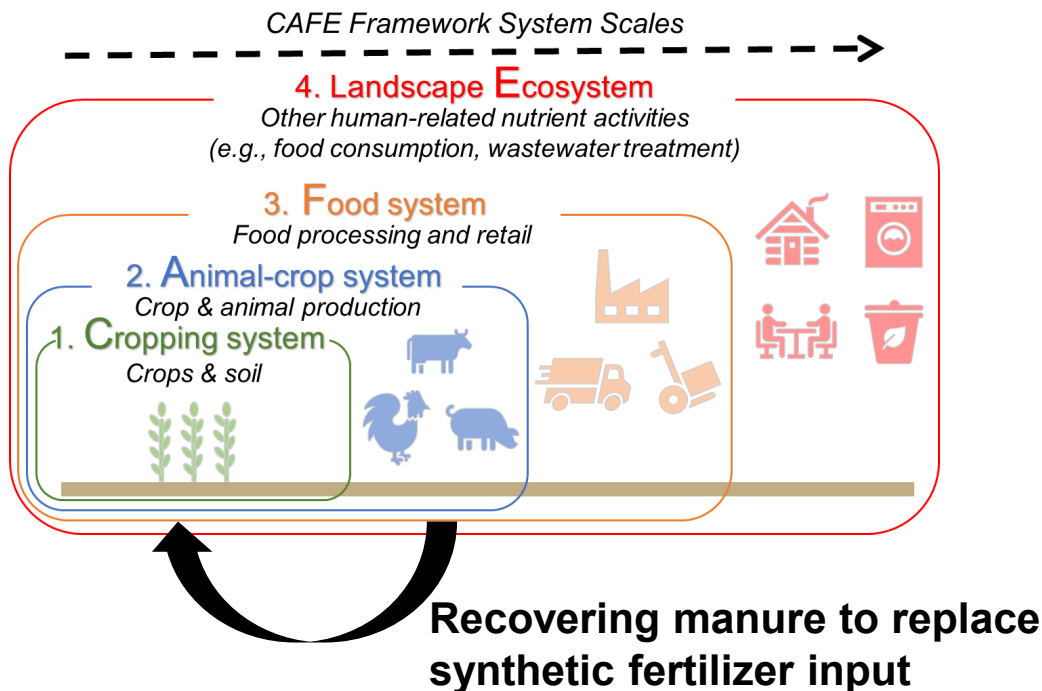 CAFE Framework System Scales
4. Landscape Ecosystem
Other human-related nutrient activities
(e.g., food consumption, wastewater treatment)
3. Food system
Food processing and retail
2. Animal-crop system
Crop & animal production
1. Cropping system
Crops & soil
Recovering manure to replace
synthetic fertilizer input